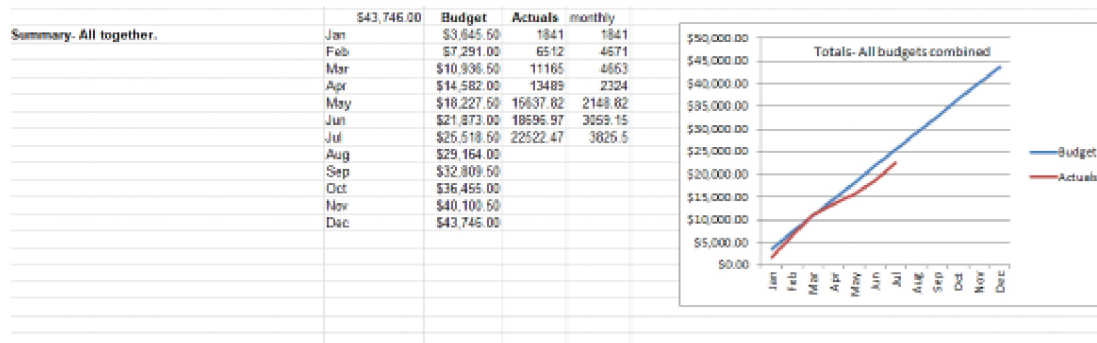 $43,746.00 Budget Actuals monthly
Summary- All together. Jan $3,645.50 1841 1841
Feb $7,291.00 6512 4671
Mar $10,936.50 11165 4653
Apr $14,582.00 13489 2324
May $18,227.50 15637.82 2148.82
Jun $21,873.00 18696.97 3059.15
Jul $25,518.50 22522.47 3825.5
Aug $29,164.00
Sep $32,809.50
Oct $36,455.00
Nov $40,100.50
Dec $43,746.00
Totals- All budgets combined
$50,000.00
$45,000.00
$40,000.00
$35,000.00
$30,000.00
$25,000.00
$20,000.00
$15,000.00
$10,000.00
$5,000.00
$0.00
Jan Feb Mar Apr May Jun Jul Aug Sep Oct Nov Dec
Budget
Actuals